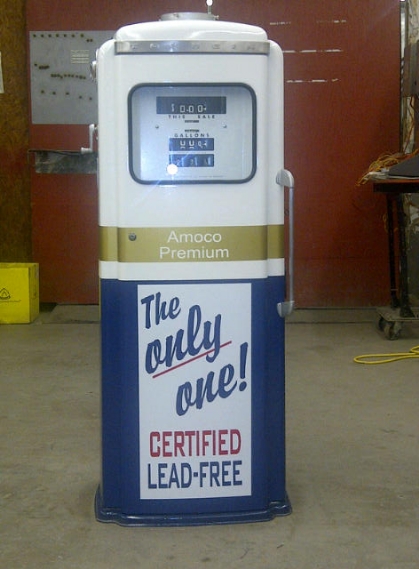 THIS SALE
GALLONS
Amoco
Premium
The
only
one!
CERTIFIED
LEAD-FREE